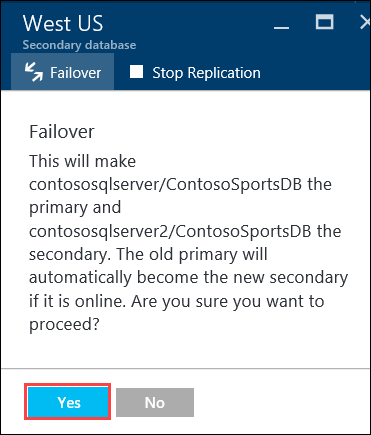 West US
Secondary database
Failover
Stop Replication
Failover
This will make
contososqlserver/ContosoSportsDB the
primary and
contososqlserver2/ContosoSportsDB the
secondary. The old primary will
automatically become the new secondary
if it is online. Are you sure you want to
proceed?
Yes
No